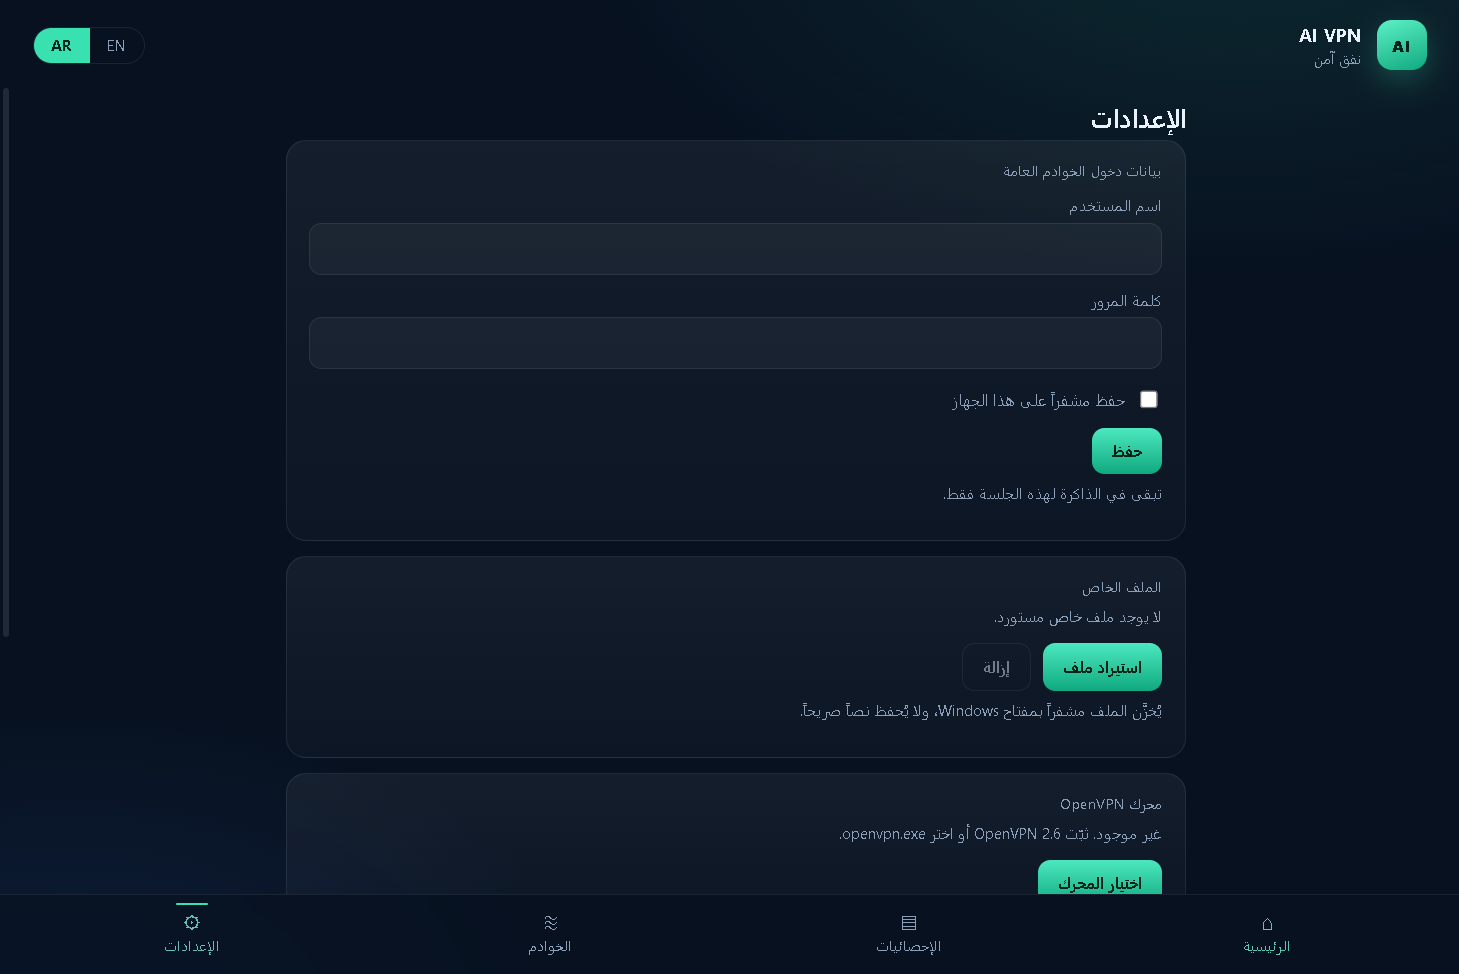 AI
AI VPN
نفق آمن
EN
AR
الإعدادات
بيانات دخول الخوادم العامة
اسم المستخدم
كلمة المرور
حفظ مشفراً على هذا الجهاز
حفظ
تبقى في الذاكرة لهذه الجلسة فقط.
الملف الخاص
لا يوجد ملف خاص مستورد.
استيراد ملف
إزالة
يُخزَّن الملف مشفراً بمفتاح Windows، ولا يُحفظ نصاً صريحاً.
محرك OpenVPN
غير موجود. ثبّت OpenVPN 2.6 أو اختر openvpn.exe.
اختيار المحرك
الرئيسية
الإحصائيات
الخوادم
الإعدادات